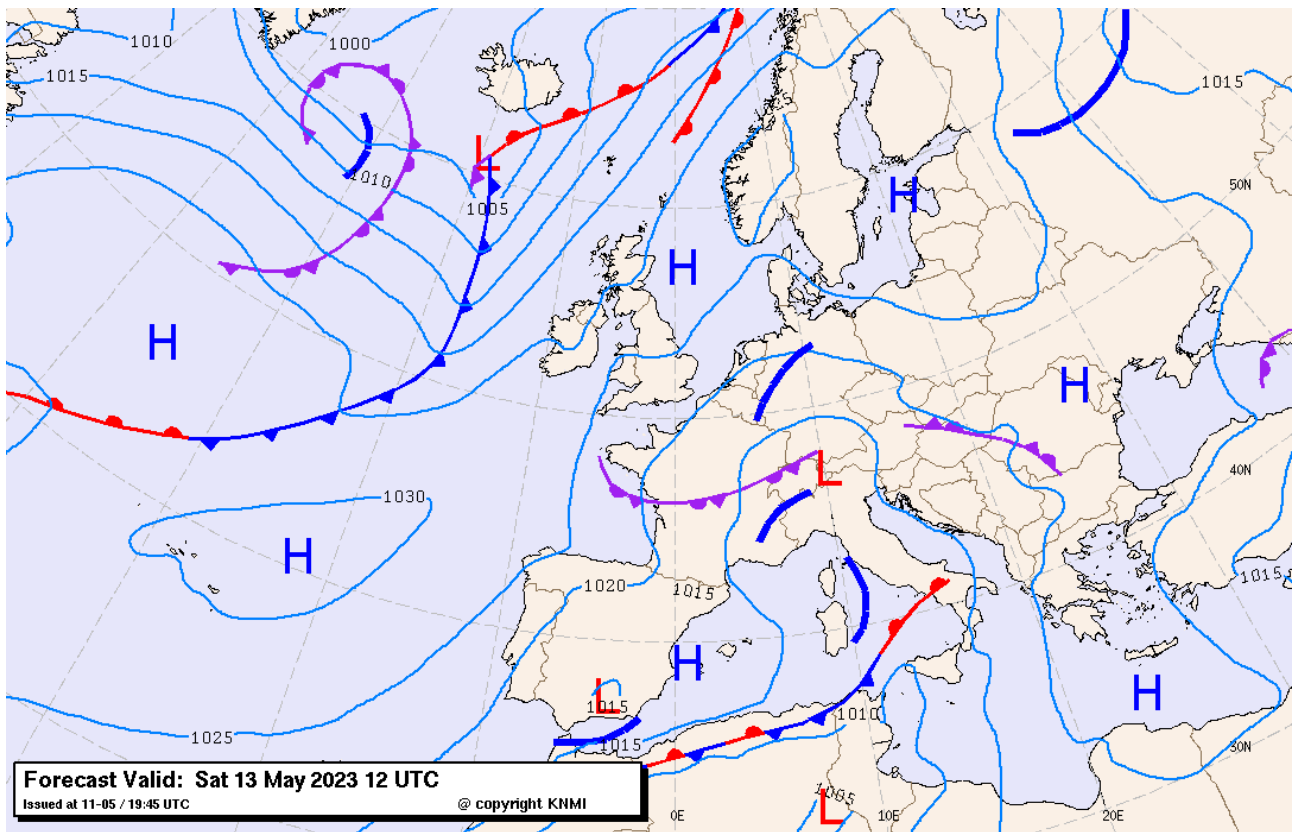 1010
1000
1015
1015
L
1010
50N
H
1005
H
H
H
H
L
40N
1030
H
1015
1020
1015
H
L
H
1015
1010
1025
1015
30N
1005
L
Forecast Valid: Sat 13 May 2023 12 UTC
Issued at 11-05 / 19:45 UTC @ copyright KNMI
0E
10E
20E